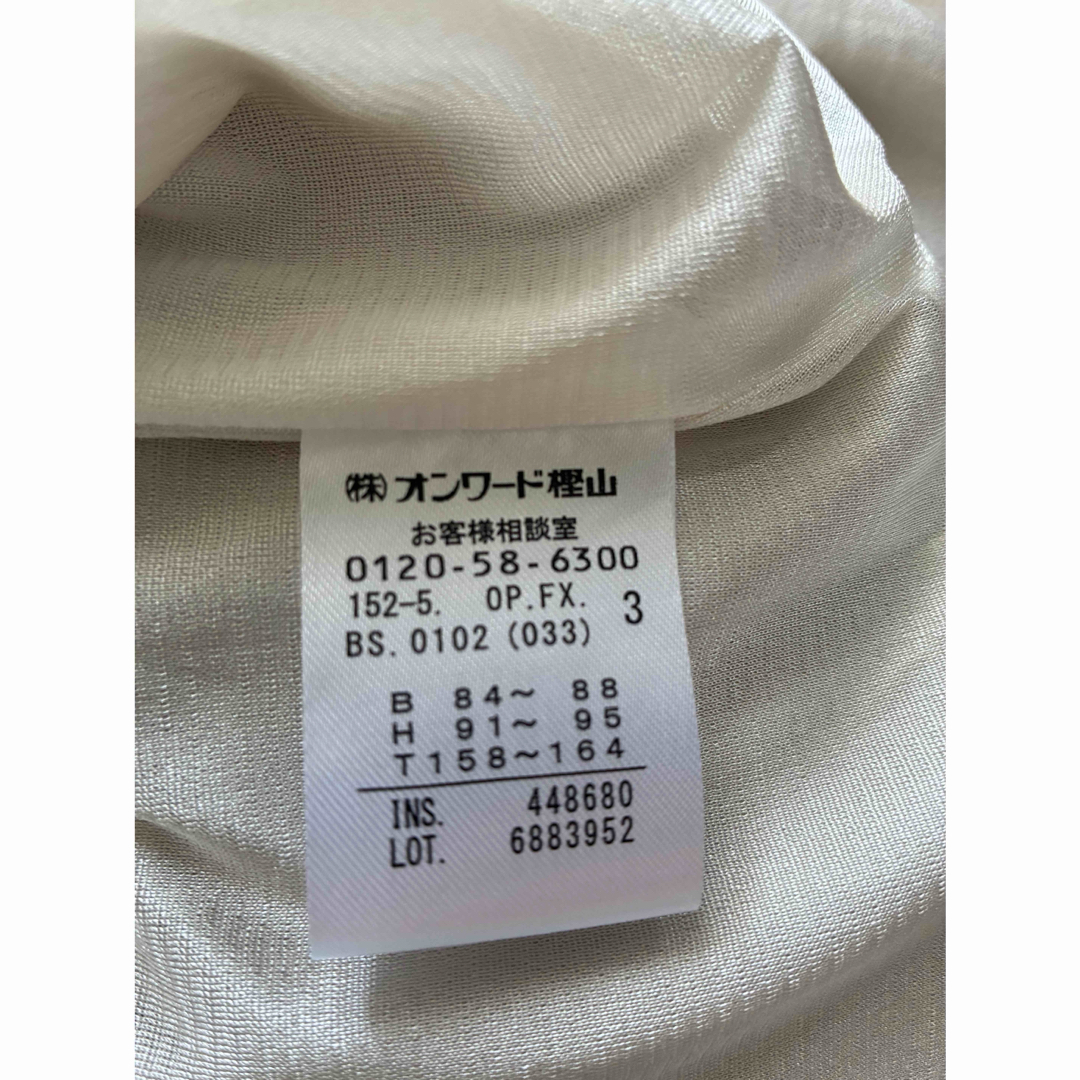 ㈱オンワード樫山
お客様相談室
0120-58-6300
152-5. OP.FX. 3
BS.0102(033)
B 84~ 88
H 91~ 95
T158~164
INS. 448680
LOT. 6883952